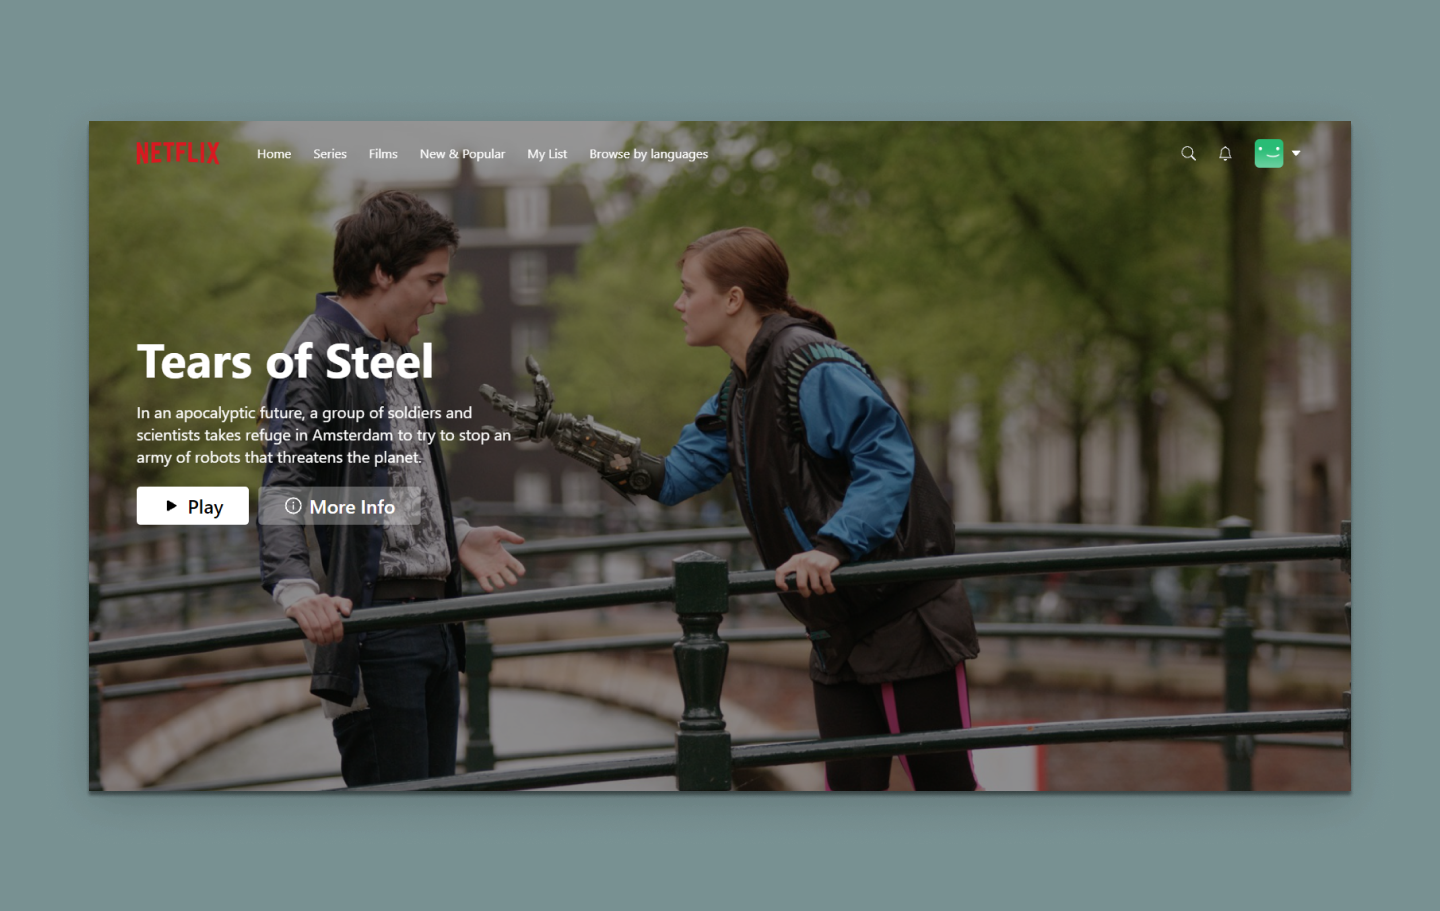 NETFLIX Home Series Films New & Popular My List Browse by languages
Tears of Steel
In an apocalyptic future, a group of soldiers and
scientists takes refuge in Amsterdam to try to stop an
army of robots that threatens the planet.
Play More Info